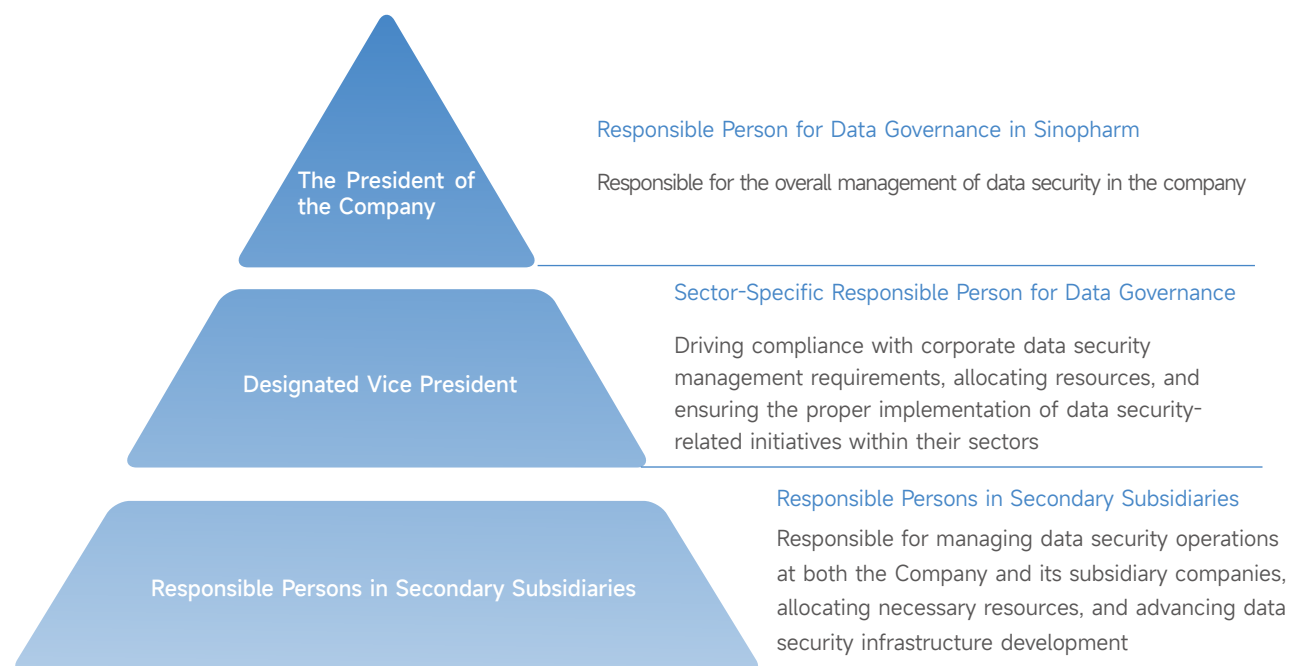 The President of
the Company
Responsible Person for Data Governance in Sinopharm
Responsible for the overall management of data security in the company
Designated Vice President
Sector-Specific Responsible Person for Data Governance
Driving compliance with corporate data security
management requirements, allocating resources, and
ensuring the proper implementation of data security-
related initiatives within their sectors
Responsible Persons in Secondary Subsidiaries
Responsible Persons in Secondary Subsidiaries
Responsible for managing data security operations
at both the Company and its subsidiary companies,
allocating necessary resources, and advancing data
security infrastructure development